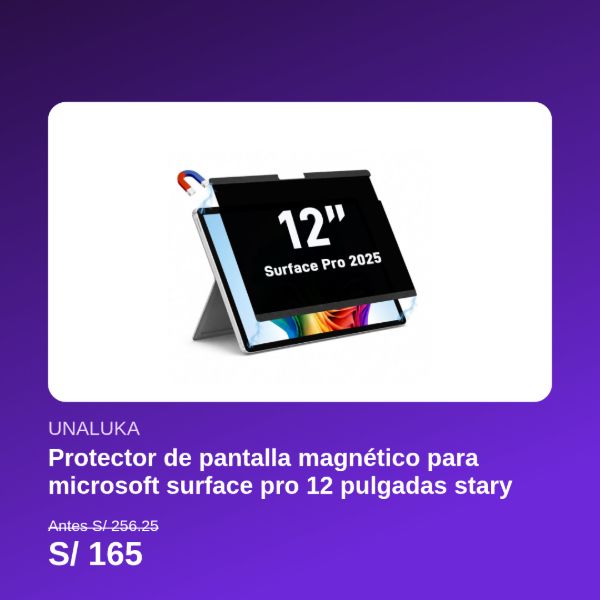 12"
Surface Pro 2025
UNALUKA
Protector de pantalla magnético para
microsoft surface pro 12 pulgadas stary
Antes S/ 256.25
S/ 165